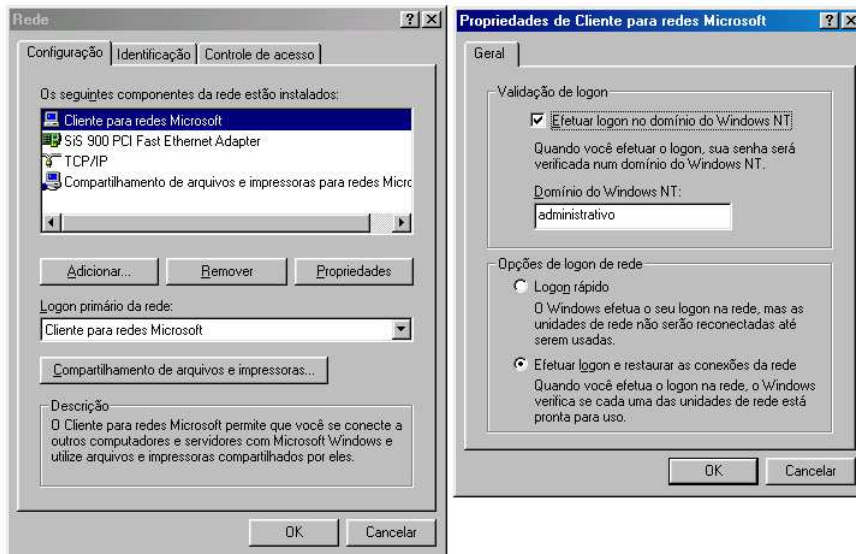 Rede
Configuração Identificação Controle de acesso
Os seguintes componentes da rede estão instalados:
Cliente para redes Microsoft
SiS 900 PCI Fast Ethernet Adapter
TCP/IP
Compartilhamento de arquivos e impressoras para redes Micro
Adicionar... Remover Propriedades
Logon primário da rede:
Cliente para redes Microsoft
Compartilhamento de arquivos e impressoras...
Descrição
O Cliente para redes Microsoft permite que você se conecte a
outros computadores e servidores com Microsoft Windows e
utilize arquivos e impressoras compartilhados por eles.
OK Cancelar
Propriedades de Cliente para redes Microsoft
Geral
Validação de logon
Efetuar logon no domínio do Windows NT
Quando você efetuar o logon, sua senha será
verificada num domínio do Windows NT.
Domínio do Windows NT:
administrativo
Opções de logon de rede
Logon rápido
O Windows efetua o seu logon na rede, mas as
unidades de rede não serão reconectadas até
serem usadas.
Efetuar logon e restaurar as conexões da rede
Quando você efetua o logon na rede, o Windows
verifica se cada uma das unidades de rede está
pronta para uso.
OK Cancelar